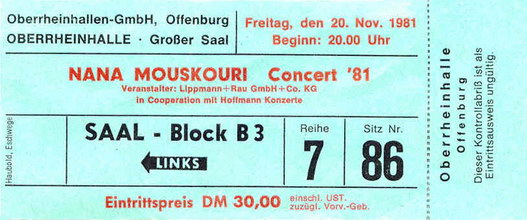 Oberrheinhallen-GmbH, Offenburg
OBERRHEINHALLE · Großer Saal
Freitag, den 20. Nov. 1981
Beginn: 20.00 Uhr
NANA MOUSKOURI Concert '81
Veranstalter: Lippmann+Rau GmbH+Co. KG
in Cooperation mit Hoffmann Konzerte
SAAL - Block B 3
LINKS
Reihe
7
Sitz Nr.
86
Eintrittspreis DM 30,00
einschl. UST.
zuzügl. Vorv.-Geb.
Haubold, Eschwege
Oberrheinhalle
Offenburg
Dieser Kontrollabriß ist als
Eintrittsausweis ungültig.